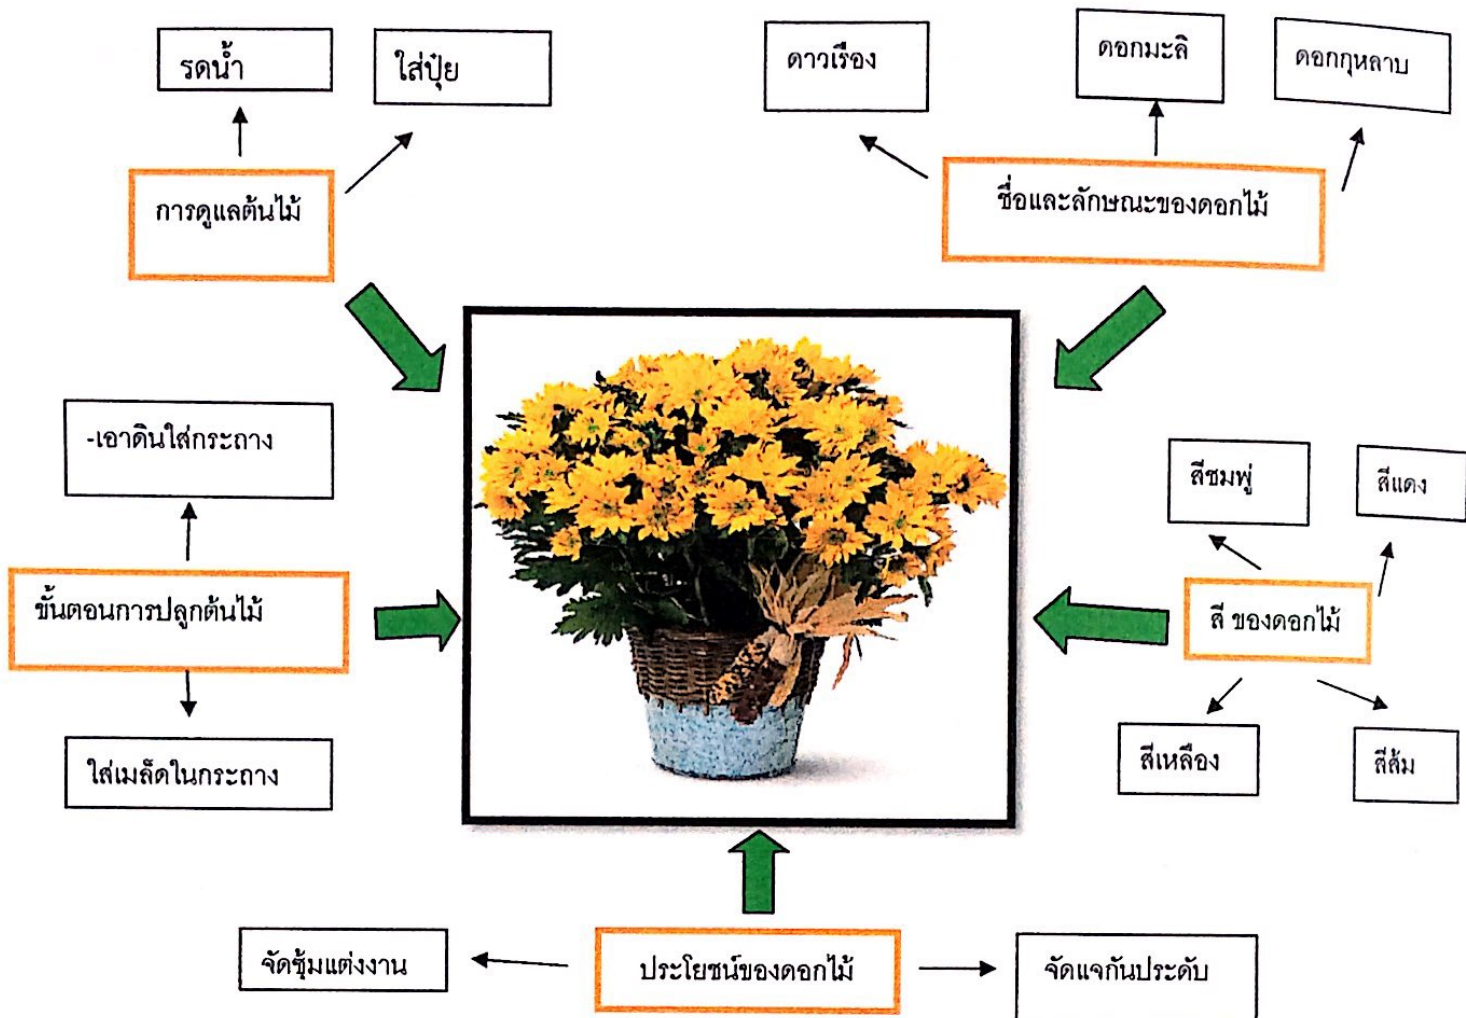 รดน้ำ
ใส่ปุ๋ย
ดาวเรือง
ดอกมะลิ
ดอกกุหลาบ
การดูแลต้นไม้
ชื่อและลักษณะของดอกไม้
-เอาดินใส่กระถาง
สีชมพู่
สีแดง
ขั้นตอนการปลูกต้นไม้
สี ของดอกไม้
ใส่เมล็ดในกระถาง
สีเหลือง
สีส้ม
จัดซุ้มแต่งงาน
ประโยชน์ของดอกไม้
จัดแจกันประดับ